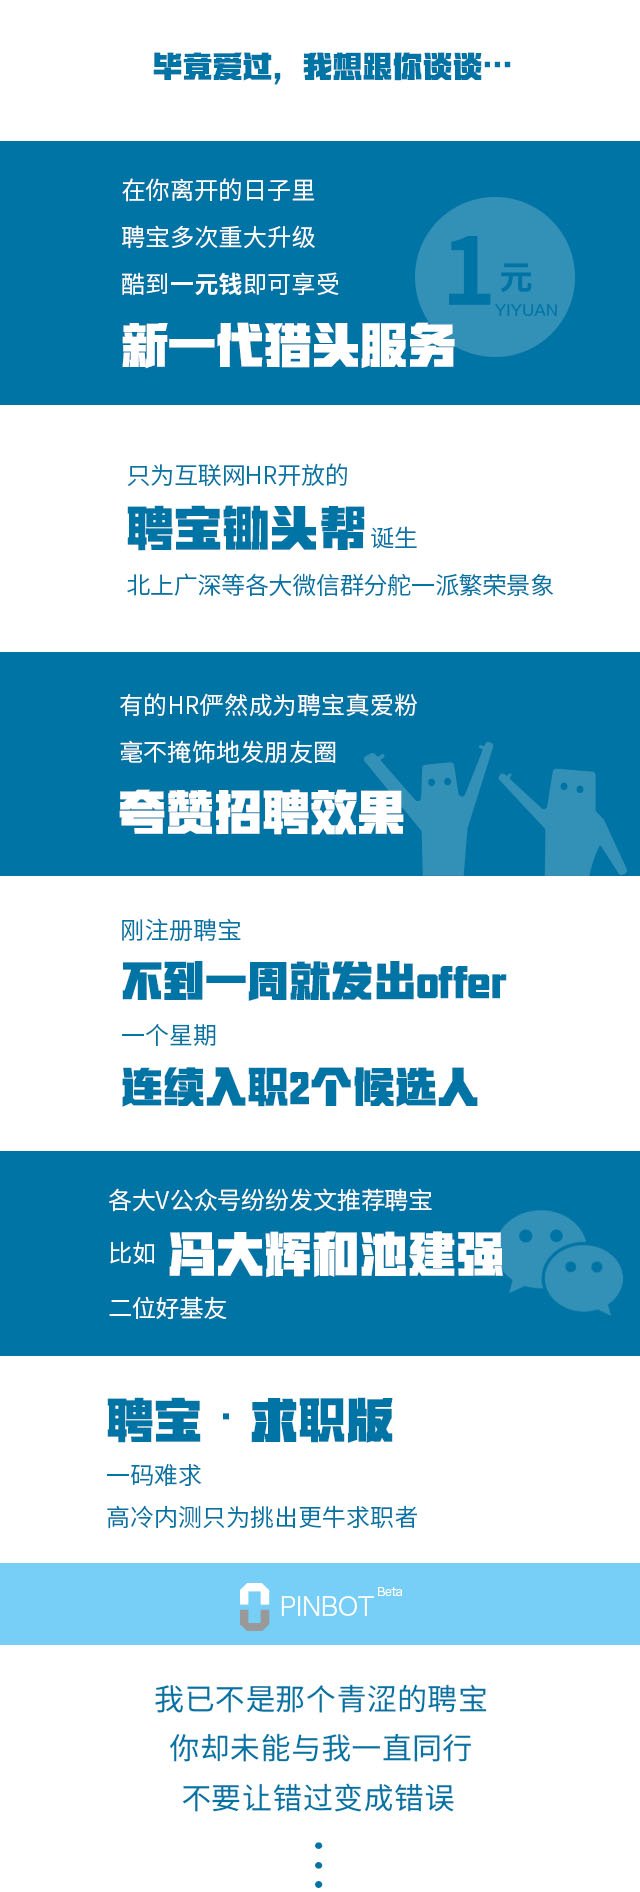 毕竟爱过，我想跟你谈谈…
在你离开的日子里
聘宝多次重大升级
酷到一元钱即可享受
新一代猎头服务
1元
YIYUAN
只为互联网HR开放的
聘宝锄头帮诞生
北上广深等各大微信群分舵一派繁荣景象
有的HR俨然成为聘宝真爱粉
毫不掩饰地发朋友圈
夸赞招聘效果
刚注册聘宝
不到一周就发出offer
一个星期
连续入职2个候选人
各大V公众号纷纷发文推荐聘宝
比如 冯大辉和池建强
二位好基友
聘宝·求职版
一码难求
高冷内测只为挑出更牛求职者
PINBOT Beta
我已不是那个青涩的聘宝
你却未能与我一直同行
不要让错过变成错误